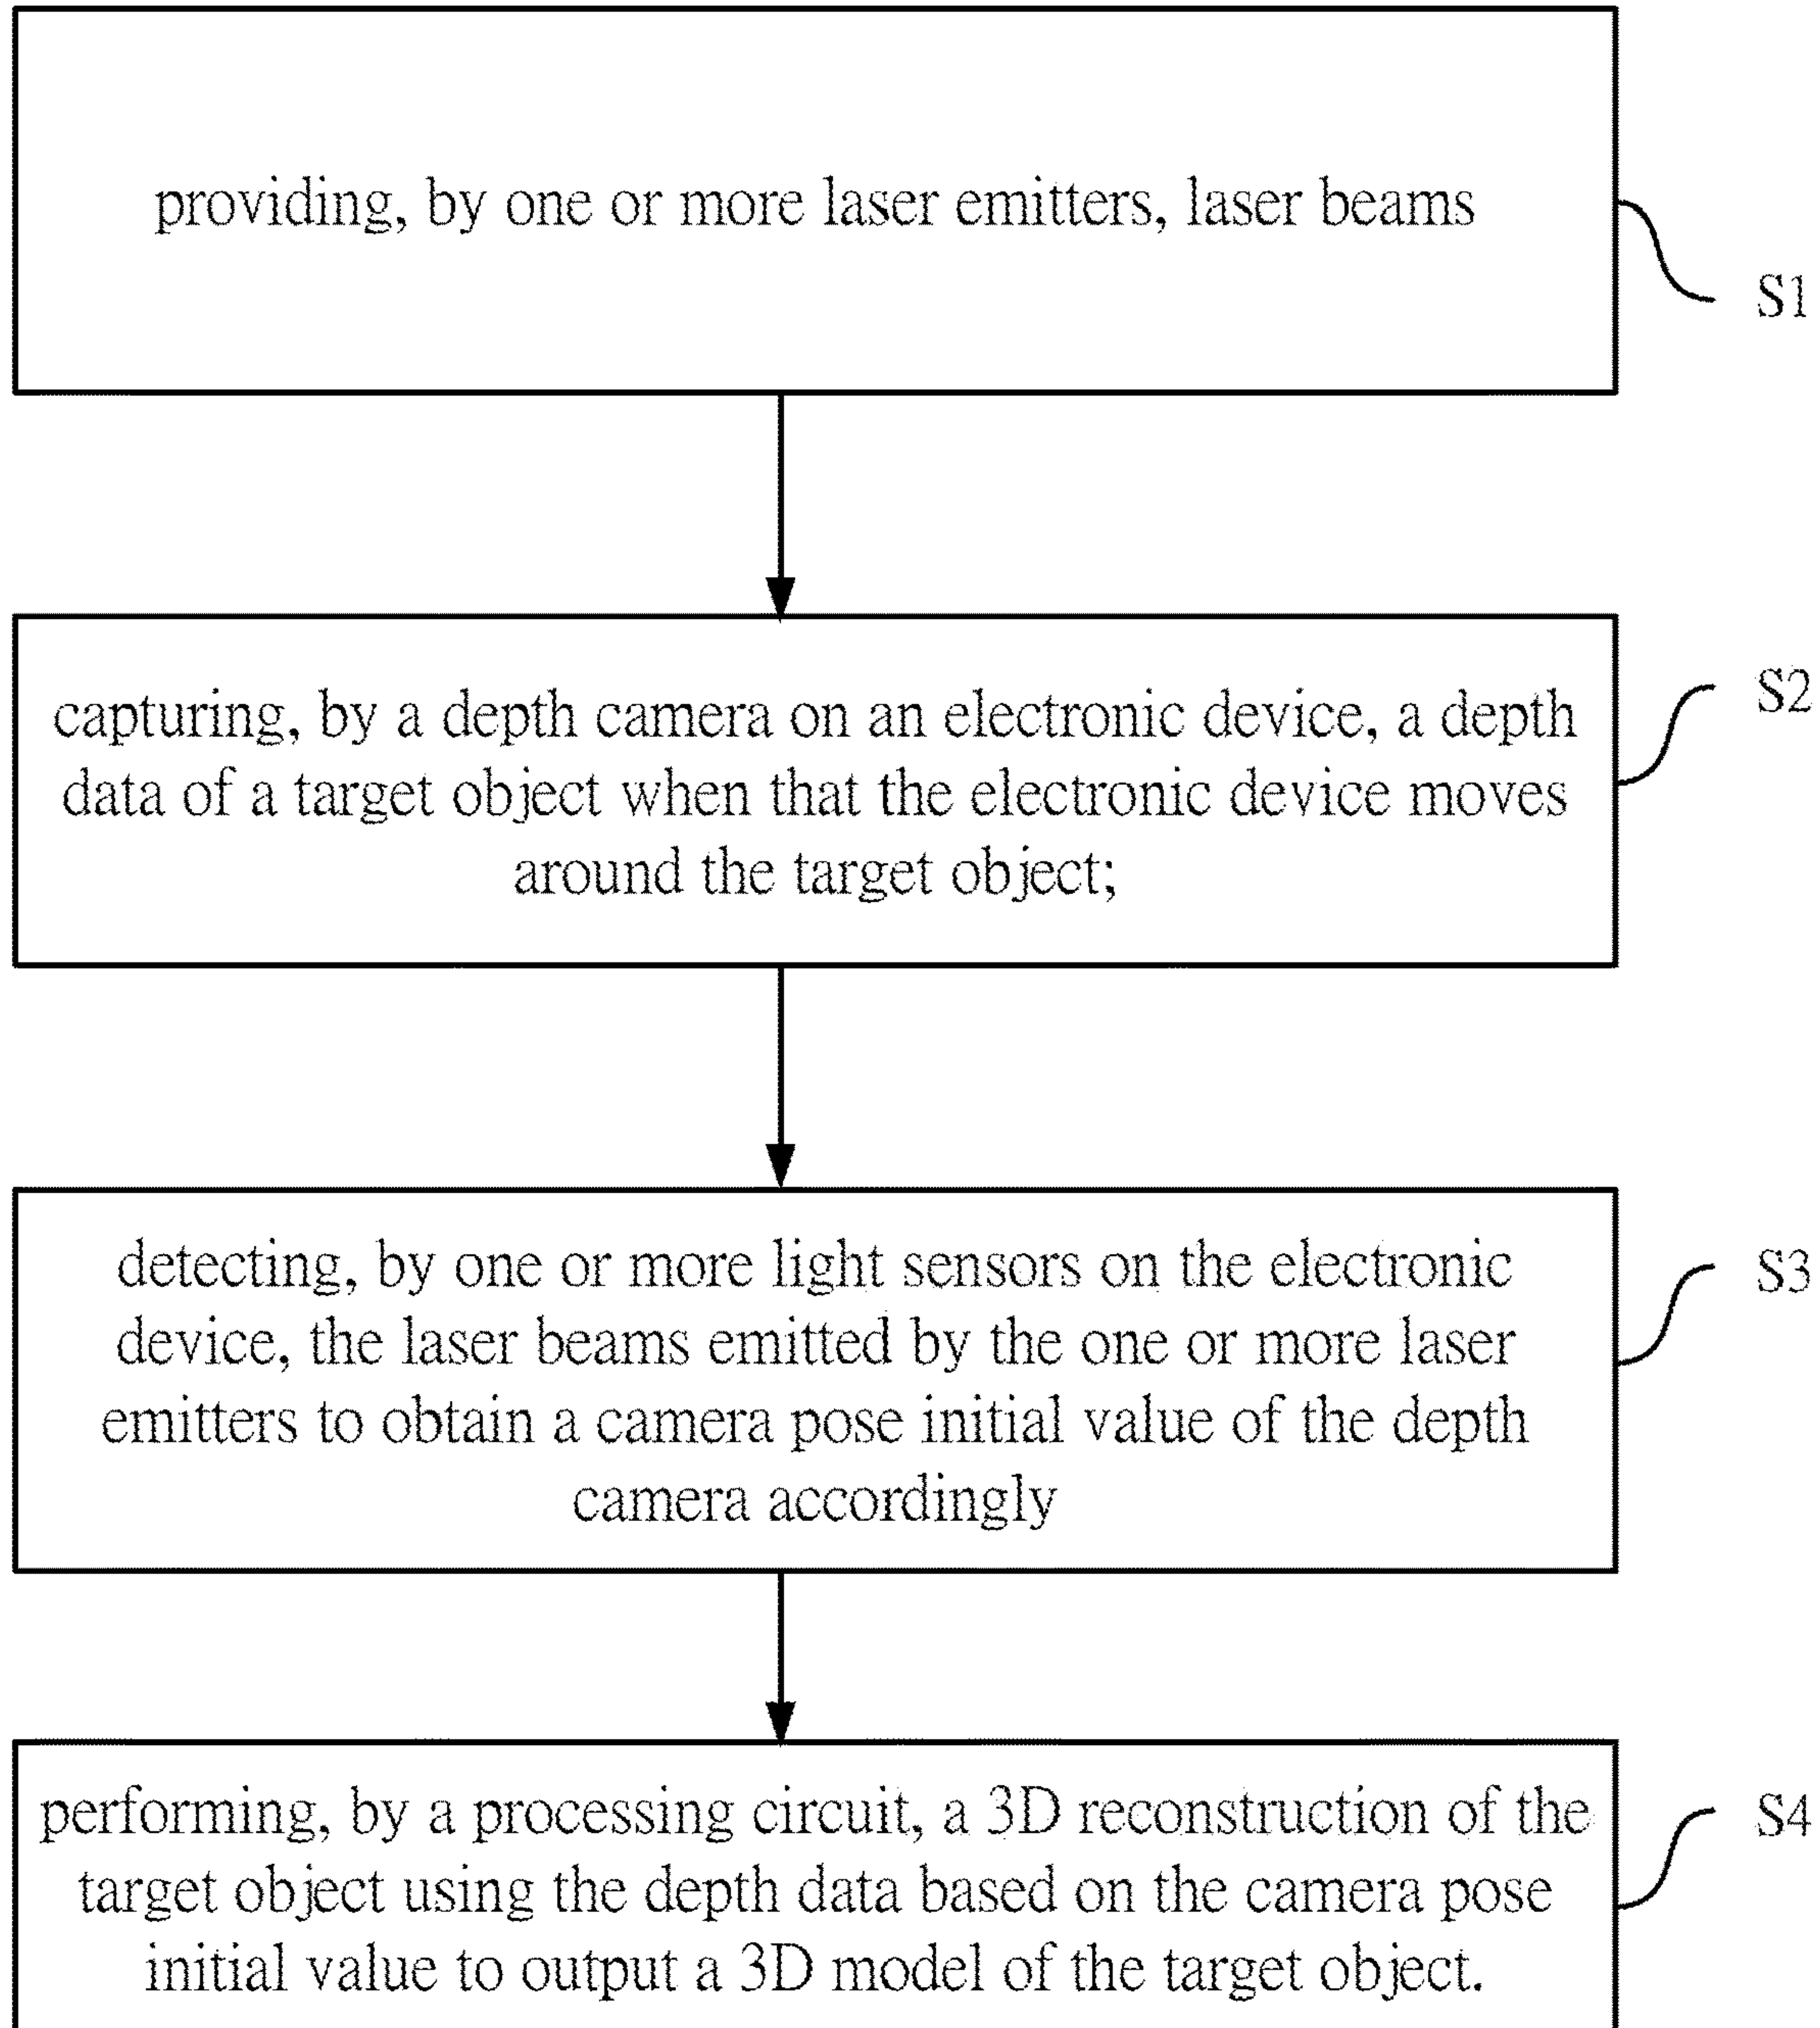 providing, by one or more laser emitters, laser beams
S1
capturing, by a depth camera on an electronic device, a depth
data of a target object when that the electronic device moves
around the target object;
S2
detecting, by one or more light sensors on the electronic
device, the laser beams emitted by the one or more laser
emitters to obtain a camera pose initial value of the depth
camera accordingly
S3
performing, by a processing circuit, a 3D reconstruction of the
target object using the depth data based on the camera pose
initial value to output a 3D model of the target object.
S4